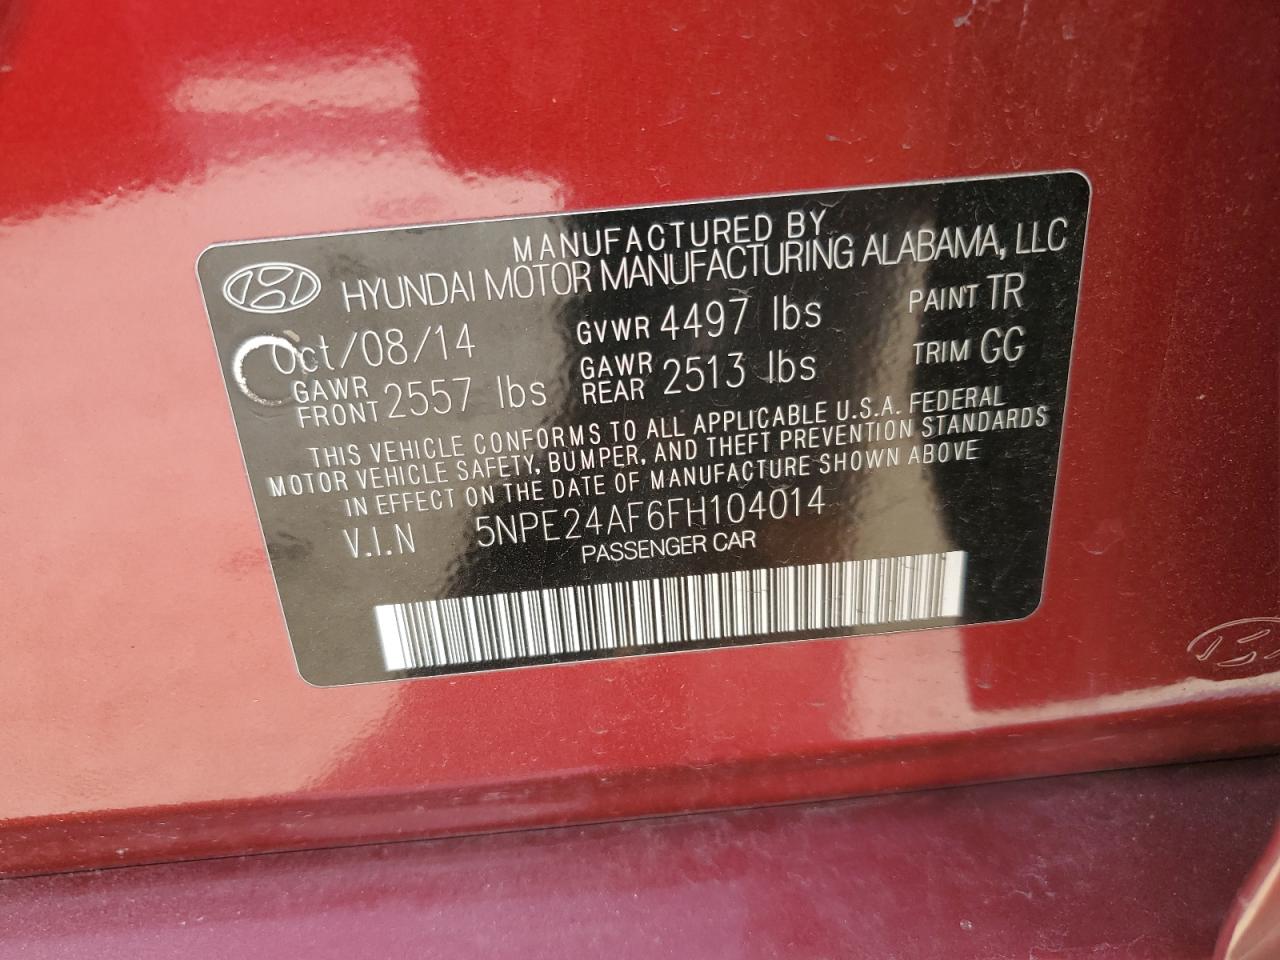 MANUFACTURED BY
HYUNDAI MOTOR MANUFACTURING ALABAMA, LLC
Oct/08/14 GVWR 4497 lbs PAINT TR
GAWR FRONT 2557 lbs GAWR REAR 2513 lbs TRIM GG
THIS VEHICLE CONFORMS TO ALL APPLICABLE U.S.A. FEDERAL
MOTOR VEHICLE SAFETY, BUMPER, AND THEFT PREVENTION STANDARDS
IN EFFECT ON THE DATE OF MANUFACTURE SHOWN ABOVE
V.I.N 5NPE24AF6FH104014
PASSENGER CAR